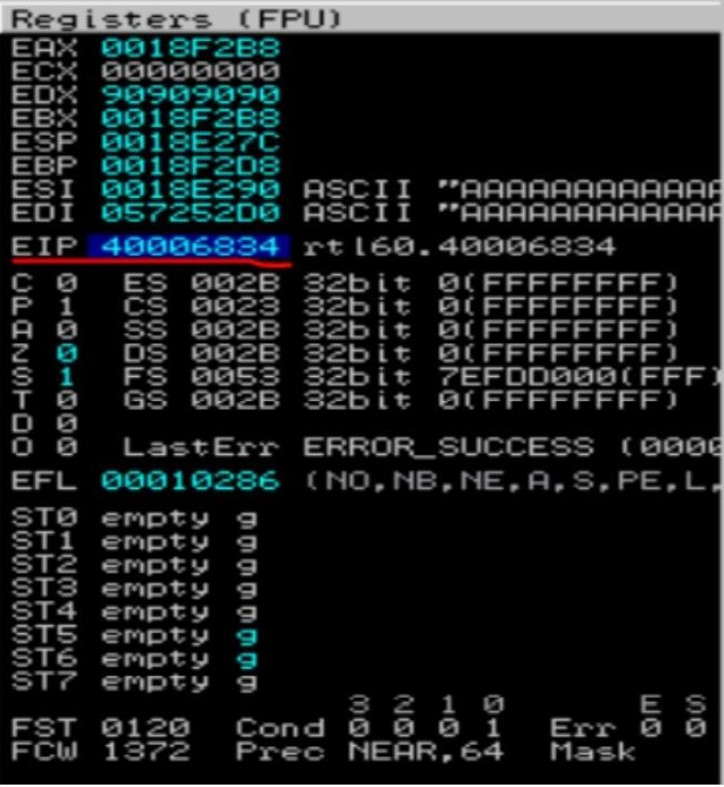 Registers (FPU)
EAX 0018F2B8
ECX 00000000
EDX 90909090
EBX 0018F2B8
ESP 0018E27C
EBP 0018F2D8
ESI 0018E290 ASCII "AAAAAAAAAAAAA
EDI 057252D0 ASCII "AAAAAAAAAAAAA
EIP 40006834 rtl60.40006834
C 0 ES 002B 32bit 0(FFFFFFFF)
P 1 CS 0023 32bit 0(FFFFFFFF)
A 0 SS 002B 32bit 0(FFFFFFFF)
Z 0 DS 002B 32bit 0(FFFFFFFF)
S 1 FS 0053 32bit 7EFDD000(FFF)
T 0 GS 002B 32bit 0(FFFFFFFF)
D 0
O 0 LastErr ERROR_SUCCESS (0000
EFL 00010286 (NO,NB,NE,A,S,PE,L,
ST0 empty g
ST1 empty g
ST2 empty g
ST3 empty g
ST4 empty g
ST5 empty g
ST6 empty g
ST7 empty g
3 2 1 0 E S
FST 0120 Cond 0 0 0 1 Err 0 0
FCW 1372 Prec NEAR,64 Mask